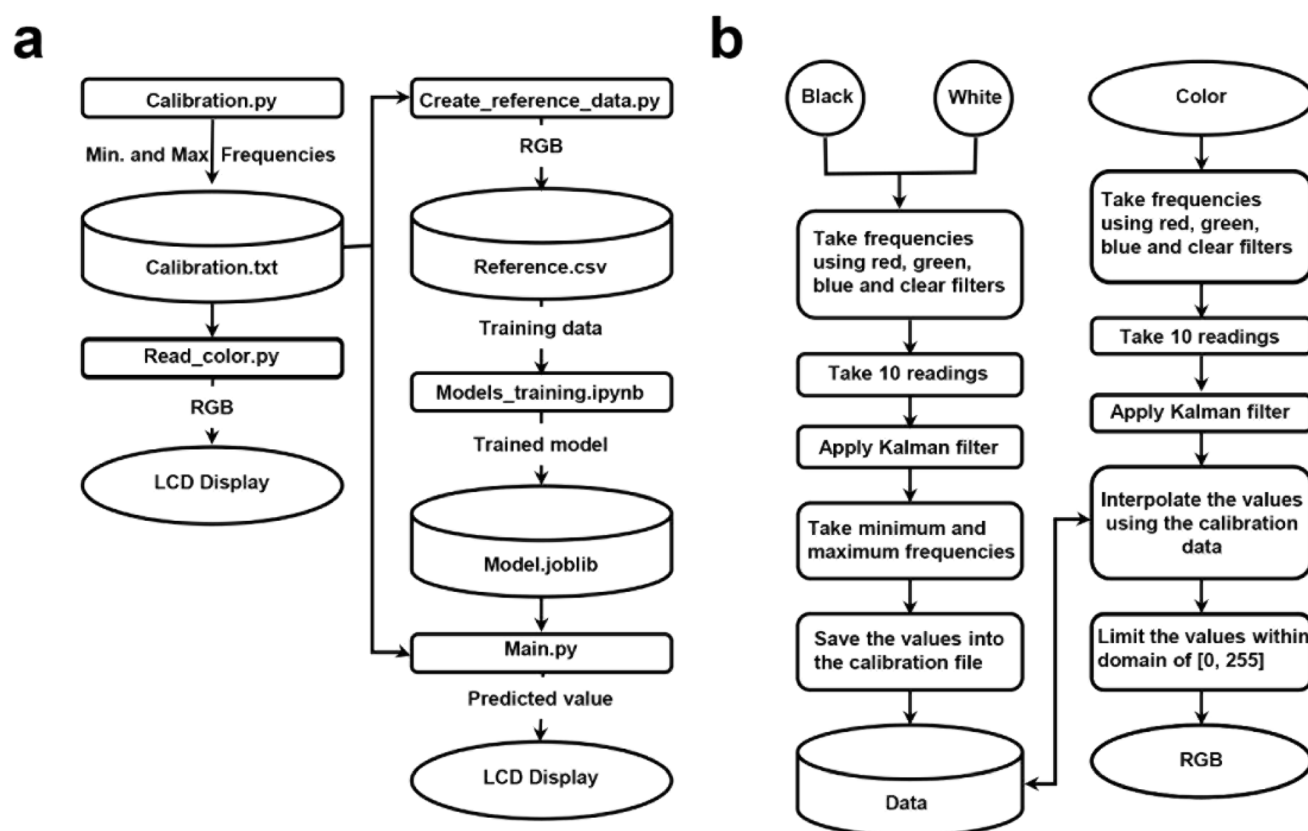 a
Calibration.py
Min. and Max. Frequencies
Calibration.txt
Read_color.py
RGB
LCD Display
Create_reference_data.py
RGB
Reference.csv
Training data
Models_training.ipynb
Trained model
Model.joblib
Main.py
Predicted value
LCD Display
b
Black
White
Take frequencies
using red, green,
blue and clear filters
Take 10 readings
Apply Kalman filter
Take minimum and
maximum frequencies
Save the values into
the calibration file
Data
Color
Take frequencies
using red, green,
blue and clear filters
Take 10 readings
Apply Kalman filter
Interpolate the values
using the calibration
data
Limit the values within
domain of [0, 255]
RGB